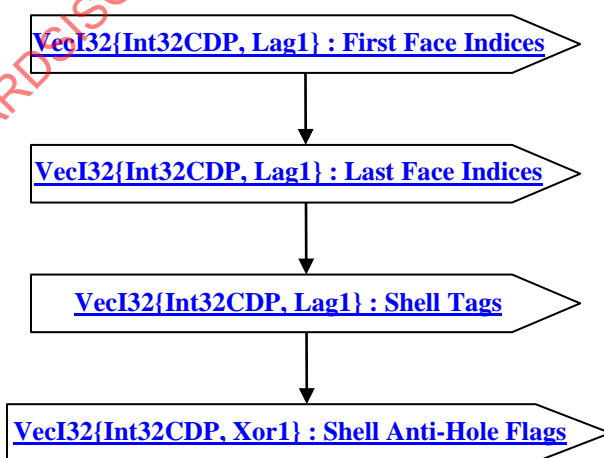 VecI32{Int32CDP, Lag1} : First Face Indices
VecI32{Int32CDP, Lag1} : Last Face Indices
VecI32{Int32CDP, Lag1} : Shell Tags
VecI32{Int32CDP, Xor1} : Shell Anti-Hole Flags